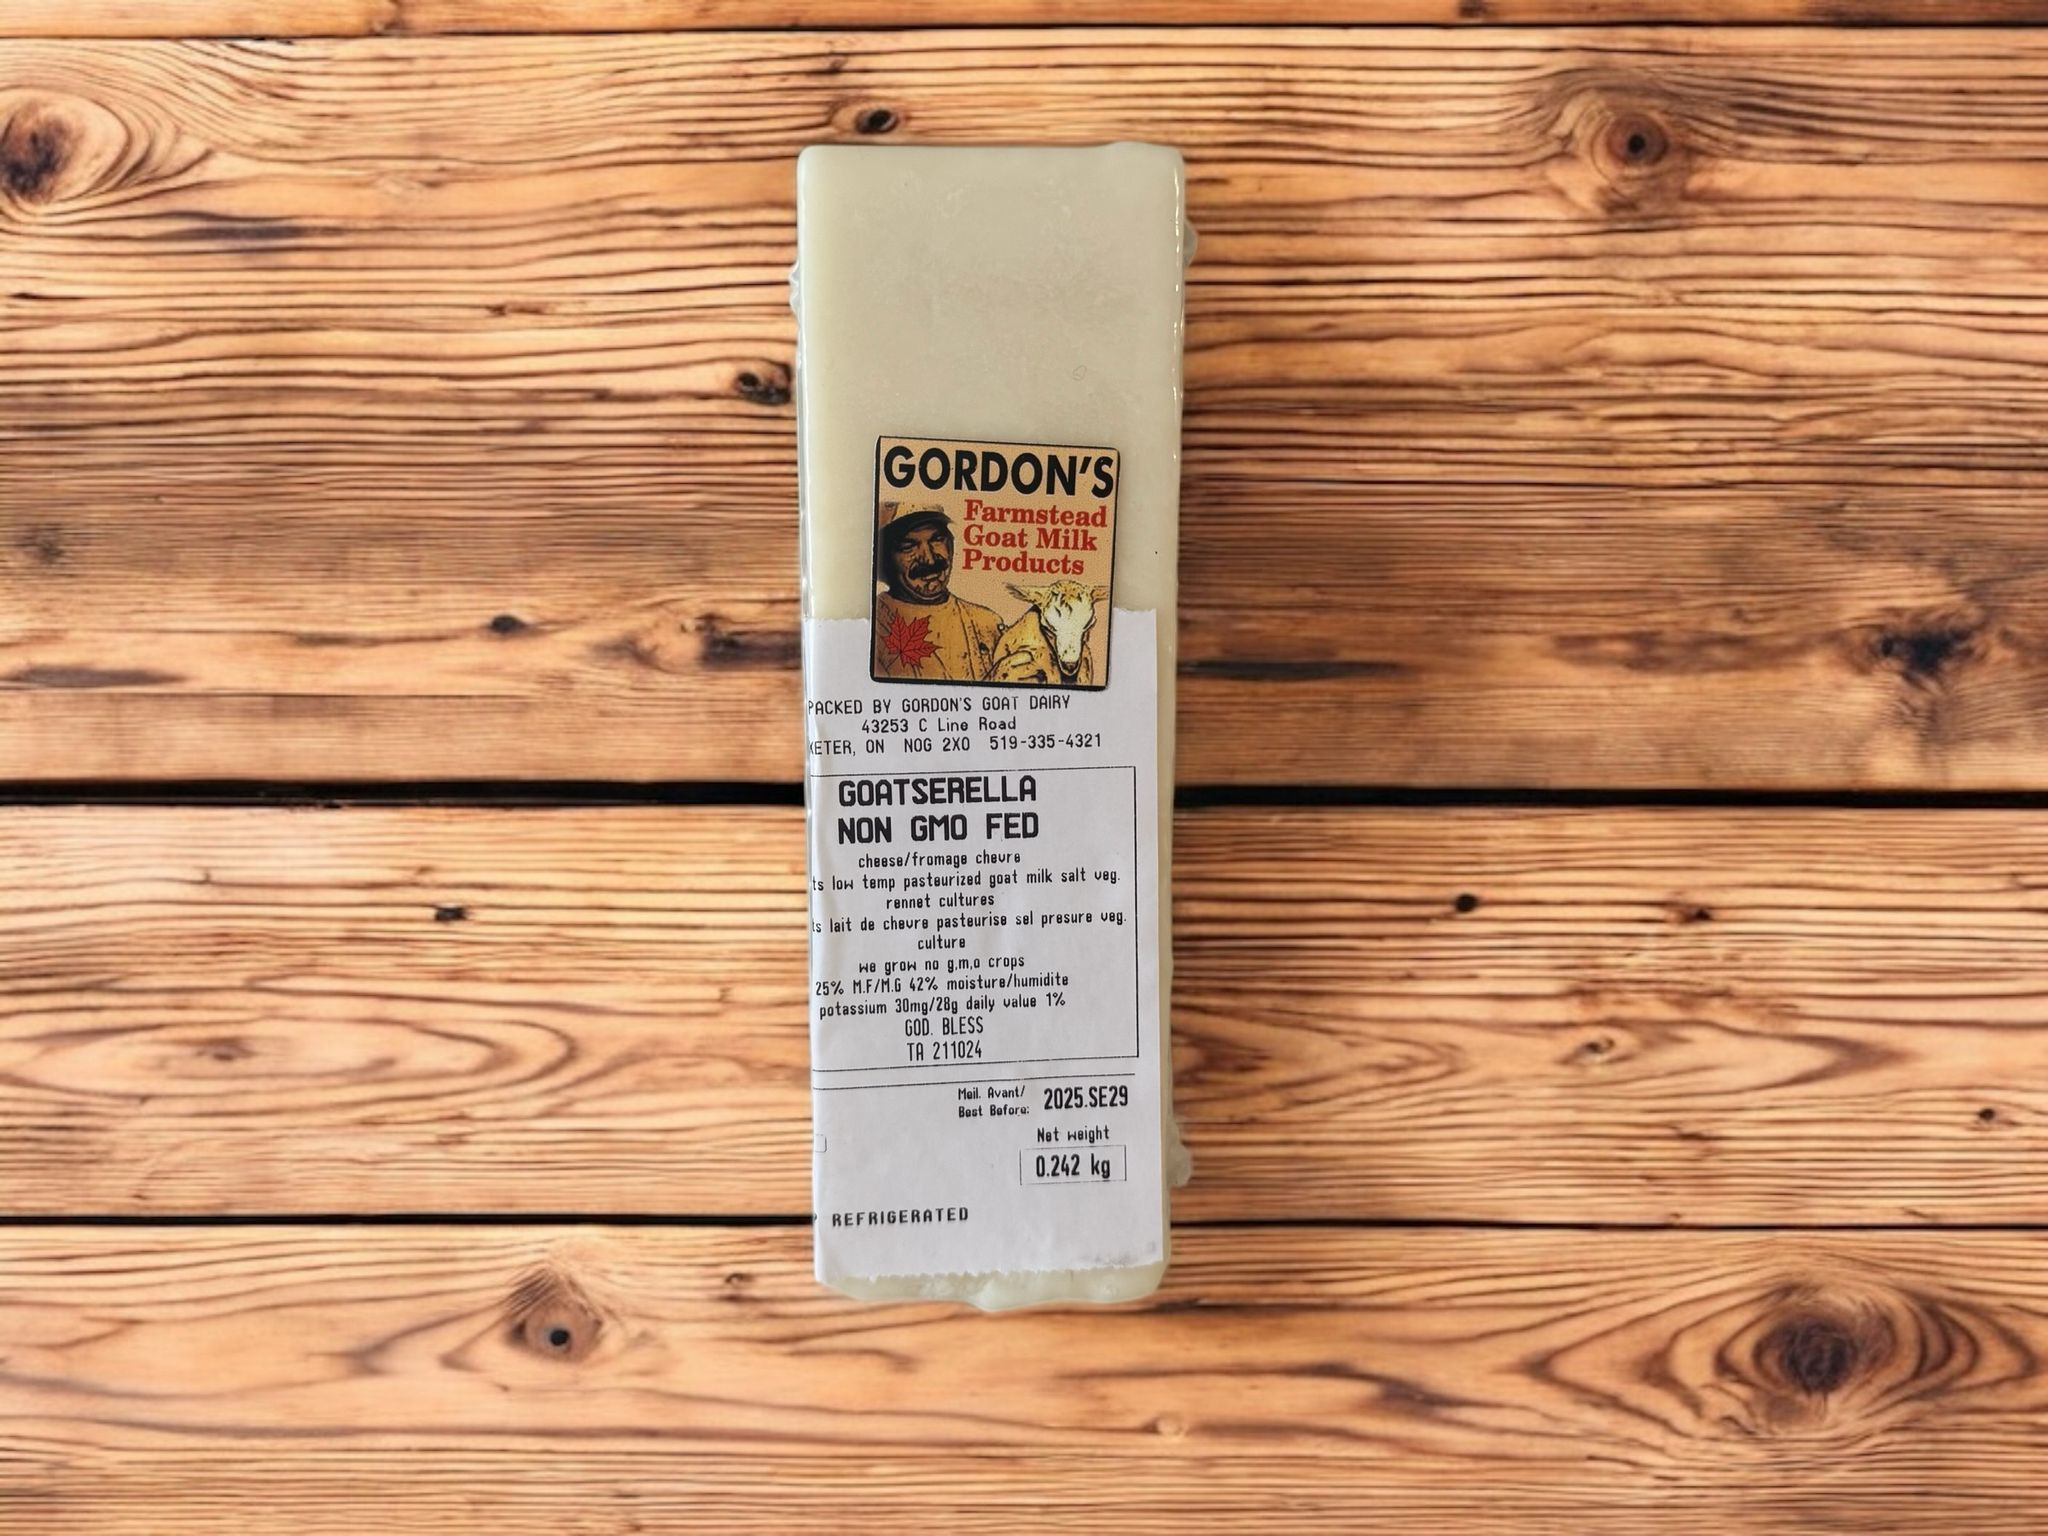 GORDON'S
Farmstead
Goat Milk
Products
PACKED BY GORDON'S GOAT DAIRY
43253 C Line Road
ETER, ON N0G 2X0 519-335-4321
GOATSERELLA
NON GMO FED
cheese/fromage chevre
ts low temp pasteurized goat milk salt veg.
rennet cultures
ts lait de chevre pasteurise sel presure veg.
culture
we grow no g.m.o crops
25% M.F/M.G 42% moisture/humidite
potassium 30mg/28g daily value 1%
GOD. BLESS
TA 211024
Meil. Avant/
Best Before: 2025.SE29
Net weight
0.242 kg
REFRIGERATED